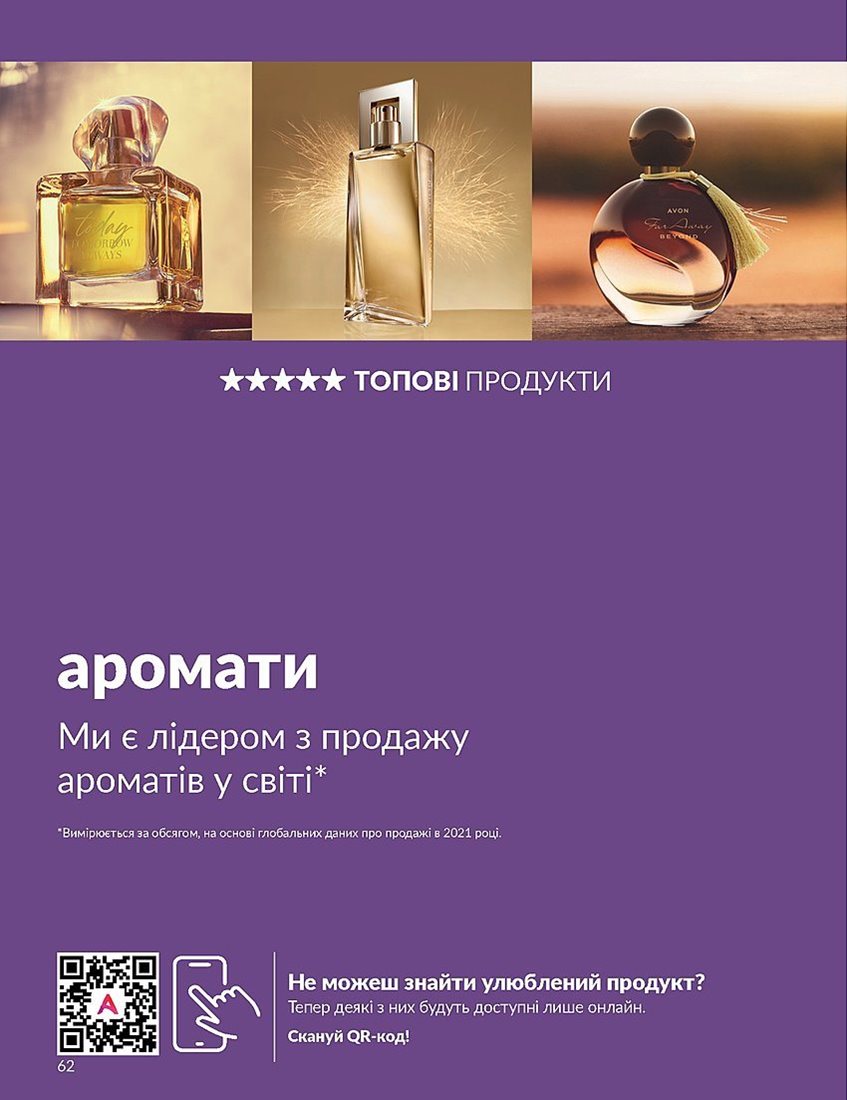 today
TOMORROW
ALWAYS
AVON
Far Away
BEYOND
★★★★★ ТОПОВІ ПРОДУКТИ
аромати
Ми є лідером з продажу
ароматів у світі*
*Вимірюється за обсягом, на основі глобальних даних про продажі в 2021 році.
Не можеш знайти улюблений продукт?
Тепер деякі з них будуть доступні лише онлайн.
Скануй QR-код!
62